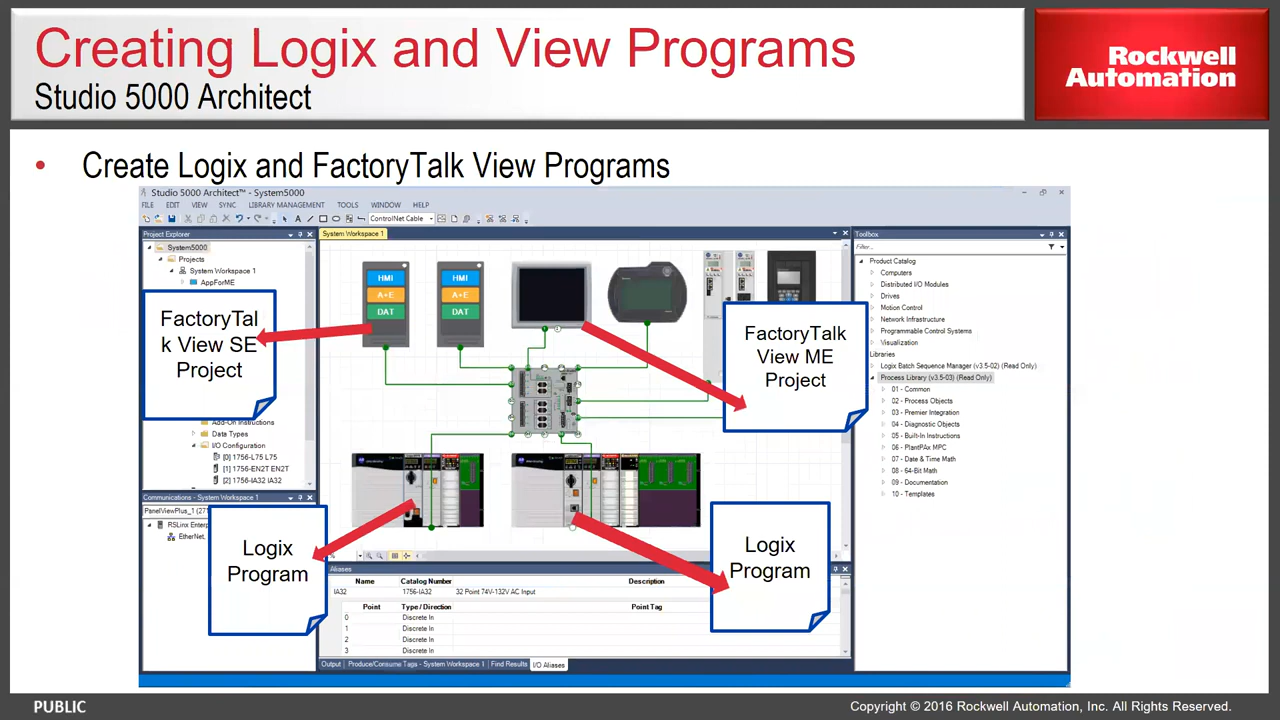 Creating Logix and View Programs
Studio 5000 Architect
Rockwell
Automation
• Create Logix and FactoryTalk View Programs
Studio 5000 Architect™ - System5000
FILE EDIT VIEW SYNC LIBRARY MANAGEMENT TOOLS WINDOW HELP
ControlNet Cable
Project Explorer
System5000
Projects
System Workspace 1
AppForME
FactoryTal
k View SE
Project
Add-On Instructions
Data Types
I/O Configuration
[0] 1756-L75 L75
[1] 1756-EN2T EN2T
[2] 1756-IA32 IA32
Communications - System Workspace 1
PanelViewPlus_1 (271
RSLinx Enterp
EtherNet,
Logix
Program
System Workspace 1
HMI
A+E
DAT
HMI
A+E
DAT
FactoryTalk
View ME
Project
Logix
Program
Aliases
Name Catalog Number Description
IA32 1756-IA32 32 Point 74V-132V AC Input
Point Type / Direction Point Tag
0 Discrete In
1 Discrete In
2 Discrete In
3 Discrete In
Output Produce/Consume Tags - System Workspace 1 Find Results I/O Aliases
Toolbox
Filter...
Product Catalog
Computers
Distributed I/O Modules
Drives
Motion Control
Network Infrastructure
Programmable Control Systems
Visualization
Libraries
Logix Batch Sequence Manager (v3.5-02) (Read Only)
Process Library (v3.5-03) (Read Only)
01 - Common
02 - Process Objects
03 - Premier Integration
04 - Diagnostic Objects
05 - Built-In Instructions
06 - PlantPAx MPC
07 - Date & Time Math
08 - 64-Bit Math
09 - Documentation
10 - Templates
PUBLIC
Copyright © 2016 Rockwell Automation, Inc. All Rights Reserved.